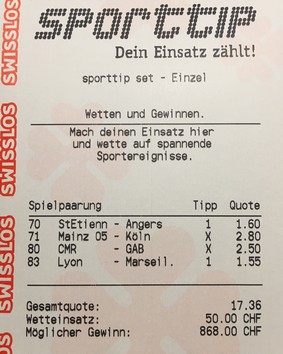 sporttip
Dein Einsatz zählt!
sporttip set - Einzel
Wetten und Gewinnen.
Mach deinen Einsatz hier
und wette auf spannende
Sportereignisse.
Spielpaarung Tipp Quote
70 StEtienn - Angers 1 1.60
71 Mainz 05 - Köln X 2.80
80 CMR - GAB X 2.50
83 Lyon - Marseil. 1 1.55
Gesamtquote: 17.36
Wetteinsatz: 50.00 CHF
Möglicher Gewinn: 868.00 CHF
SWISSLOS
SWISSLOS
SWISSLOS